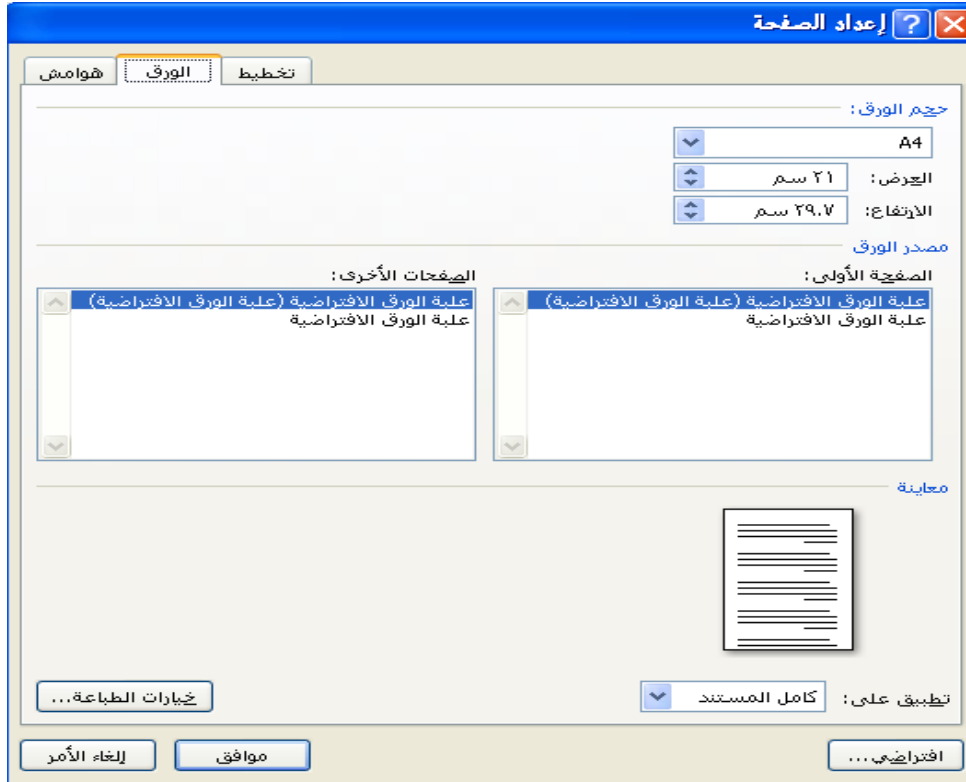 إعداد الصفحة
هوامش
الورق
تخطيط
حجم الورق:
A4
العرض: ٢١ سم
الارتفاع: ٢٩.٧ سم
مصدر الورق
الصفحة الأولى:
علبة الورق الافتراضية (علبة الورق الافتراضية)
علبة الورق الافتراضية
الصفحات الأخرى:
علبة الورق الافتراضية (علبة الورق الافتراضية)
علبة الورق الافتراضية
معاينة
تطبيق على: كامل المستند
خيارات الطباعة...
افتراضي...
موافق
إلغاء الأمر